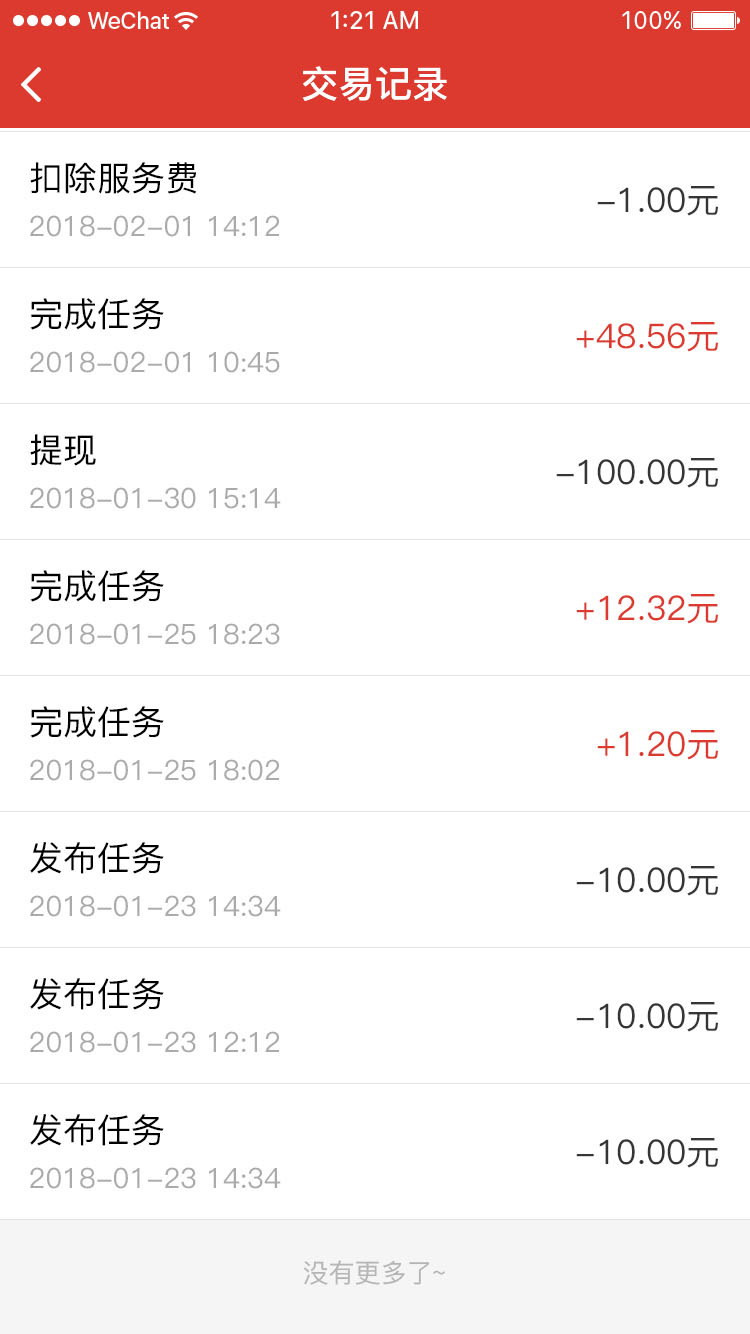 WeChat 1:21 AM 100%
交易记录
扣除服务费
-1.00元
2018-02-01 14:12
完成任务
+48.56元
2018-02-01 10:45
提现
-100.00元
2018-01-30 15:14
完成任务
+12.32元
2018-01-25 18:23
完成任务
+1.20元
2018-01-25 18:02
发布任务
-10.00元
2018-01-23 14:34
发布任务
-10.00元
2018-01-23 12:12
发布任务
-10.00元
2018-01-23 14:34
没有更多了~